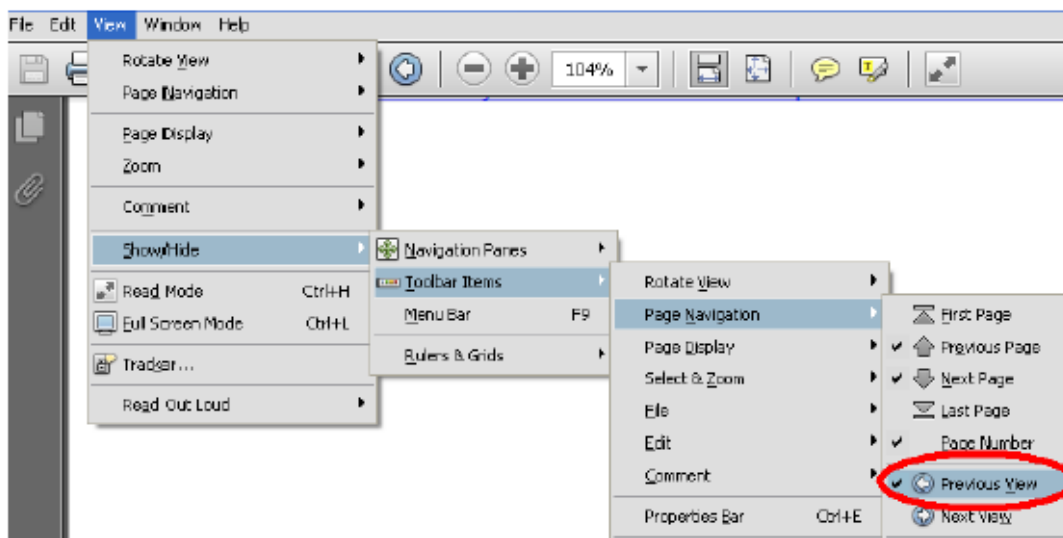 File Edit View Window Help
104%
Rotate View
Page Navigation
Page Display
Zoom
Comment
Show/Hide
Read Mode Ctrl+H
Full Screen Mode Ctrl+L
Tracker...
Read Out Loud
Navigation Panes
Toolbar Items
Menu Bar F9
Rulers & Grids
Rotate View
Page Navigation
Page Display
Select & Zoom
File
Edit
Comment
Properties Bar Ctrl+E
First Page
Previous Page
Next Page
Last Page
Page Number
Previous View
Next View